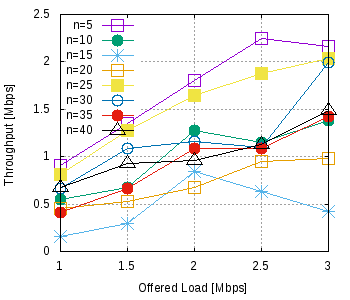 2.5
2
1.5
1
0.5
0
Throughput [Mbps]
n=5
n=10
n=15
n=20
n=25
n=30
n=35
n=40
1 1.5 2 2.5 3
Offered Load [Mbps]